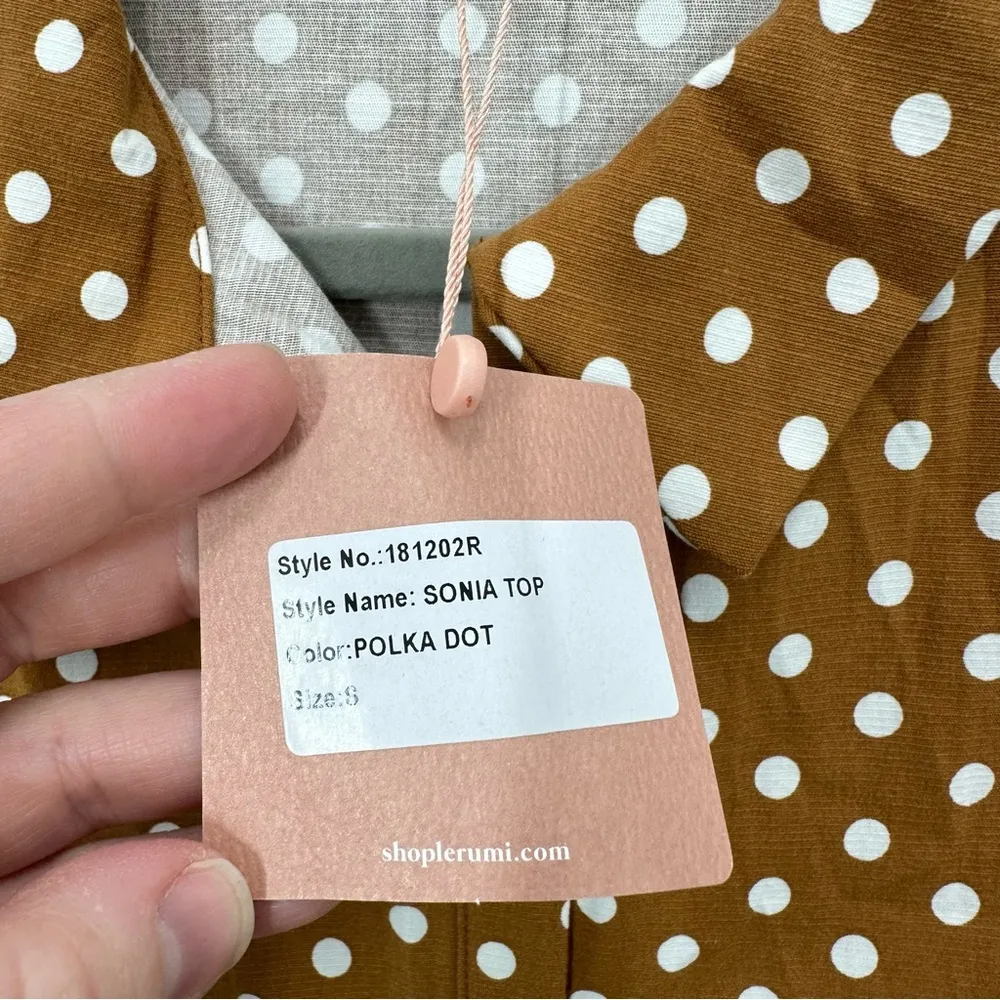 Style No.:181202R
Style Name: SONIA TOP
Color:POLKA DOT
Size:S
shoplerumi.com